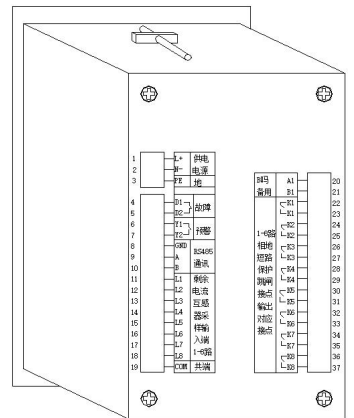 1 L+ 供电
2 N- 电源
3 PE 地
4 D1 故障
5 D2
6 Y1 预警
7 Y2
8 GND RS485
9 A 通讯
10 B
11 L1 剩余
12 L2 电流
13 L3 互感
14 L4 器采
15 L5 样输
16 L6 入端
17 L7 1-8路
18 L8
19 COM 共端
B码 A1 20
备用 B1 21
K1 22
K1 23
1-8路 K2 24
相地 K2 25
短路 K3 26
保护 K3 27
跳闸 K4 28
接点 K4 29
输出 K5 30
对应 K5 31
接点 K6 32
K6 33
K7 34
K7 35
K8 36
K8 37